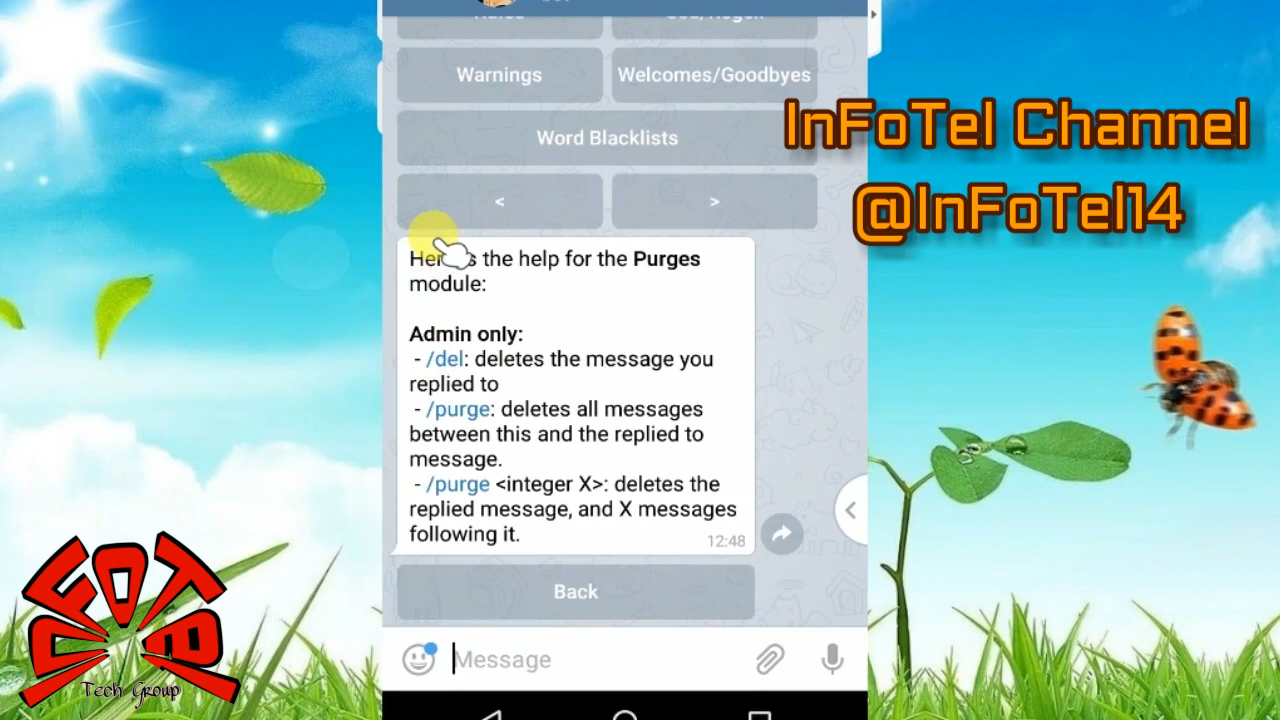 Warnings
Welcomes/Goodbyes
Word Blacklists
<
>
InFoTel Channel
@InFoTel14
the help for the Purges
module:
Admin only:
- /del: deletes the message you
replied to
- /purge: deletes all messages
between this and the replied to
message.
- /purge <integer X>: deletes the
replied message, and X messages
following it.
12:48
Back
Message
INFOTEL
Tech Group